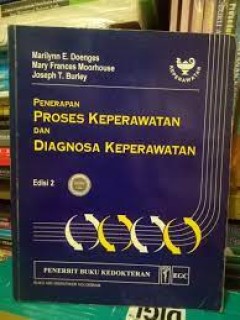 Marilynn E. Doenges
Mary Frances Moorhouse
Joseph T. Burley
KEPERAWATAN
PENERAPAN
PROSES KEPERAWATAN
DAN
DIAGNOSA KEPERAWATAN
Edisi 2
PENERBIT BUKU KEDOKTERAN EGC